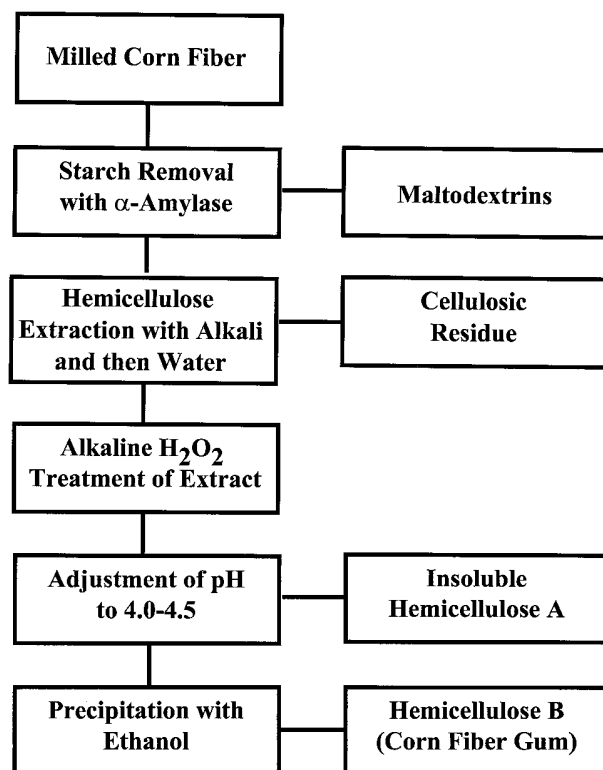 Milled Corn Fiber
Starch Removal
with α-Amylase
Maltodextrins
Hemicellulose
Extraction with Alkali
and then Water
Cellulosic
Residue
Alkaline H₂O₂
Treatment of Extract
Adjustment of pH
to 4.0-4.5
Insoluble
Hemicellulose A
Precipitation with
Ethanol
Hemicellulose B
(Corn Fiber Gum)